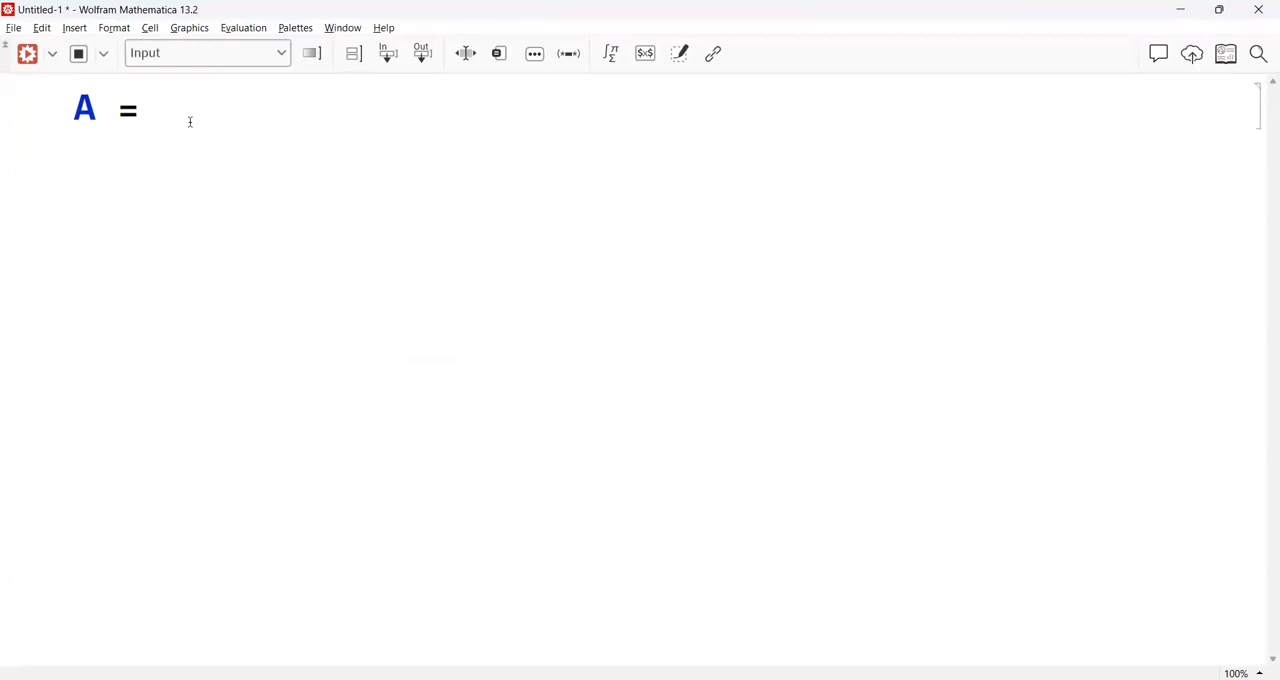 Untitled-1 * - Wolfram Mathematica 13.2
File Edit Insert Format Cell Graphics Evaluation Palettes Window Help
Input In Out $x$ (*▬*)
A =
100%